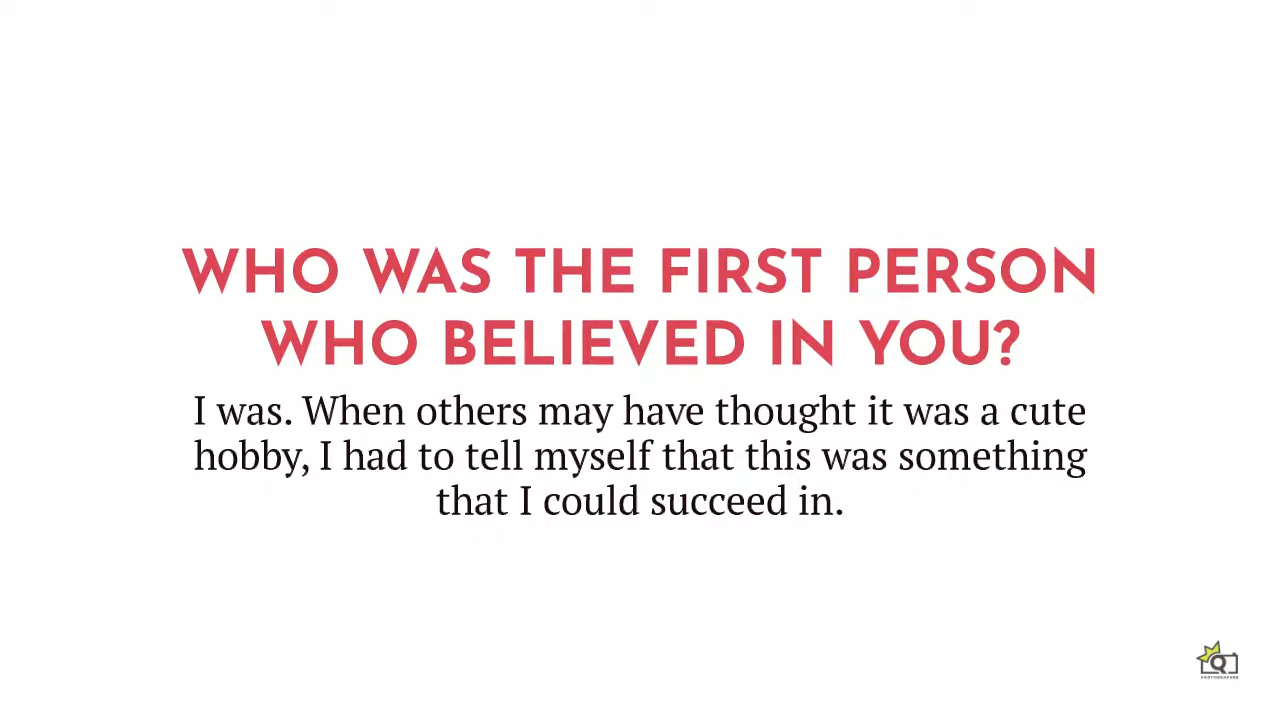 WHO WAS THE FIRST PERSON
WHO BELIEVED IN YOU?
I was. When others may have thought it was a cute
hobby, I had to tell myself that this was something
that I could succeed in.
Q